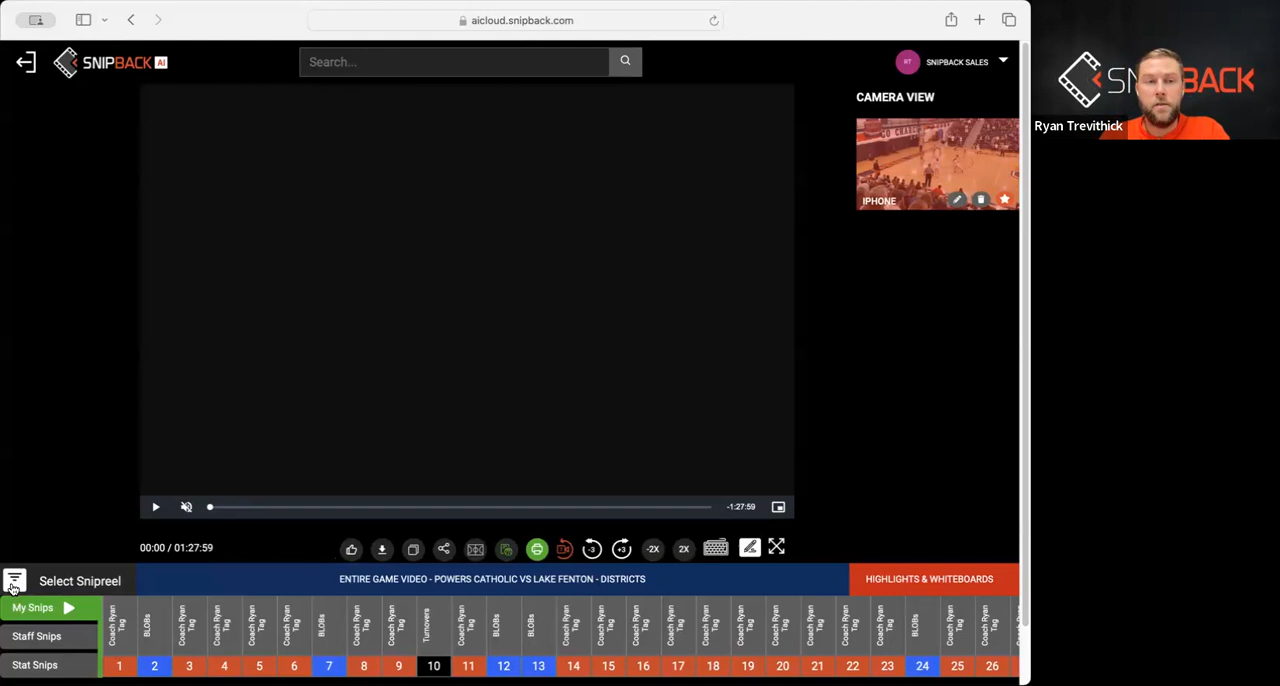 aicloud.snipback.com
SNIPBACK AI
Search...
RT
SNIPBACK SALES
CAMERA VIEW
GO CHARG
IPHONE
SNIPBACK
Ryan Trevithick
-1:27:59
00:00 / 01:27:59
-3
+3
-2X
2X
Select Snipreel
ENTIRE GAME VIDEO - POWERS CATHOLIC VS LAKE FENTON - DISTRICTS
HIGHLIGHTS & WHITEBOARDS
My Snips
Staff Snips
Stat Snips
Coach Ryan Tag
BLOBs
Coach Ryan Tag
Coach Ryan Tag
Coach Ryan Tag
Coach Ryan Tag
BLOBs
Coach Ryan Tag
Coach Ryan Tag
Turnovers
Coach Ryan Tag
BLOBs
BLOBs
Coach Ryan Tag
Coach Ryan Tag
Coach Ryan Tag
Coach Ryan Tag
Coach Ryan Tag
Coach Ryan Tag
Coach Ryan Tag
Coach Ryan Tag
Coach Ryan Tag
Coach Ryan Tag
BLOBs
Coach Ryan Tag
Coach Ryan Tag
1 2 3 4 5 6 7 8 9 10 11 12 13 14 15 16 17 18 19 20 21 22 23 24 25 26